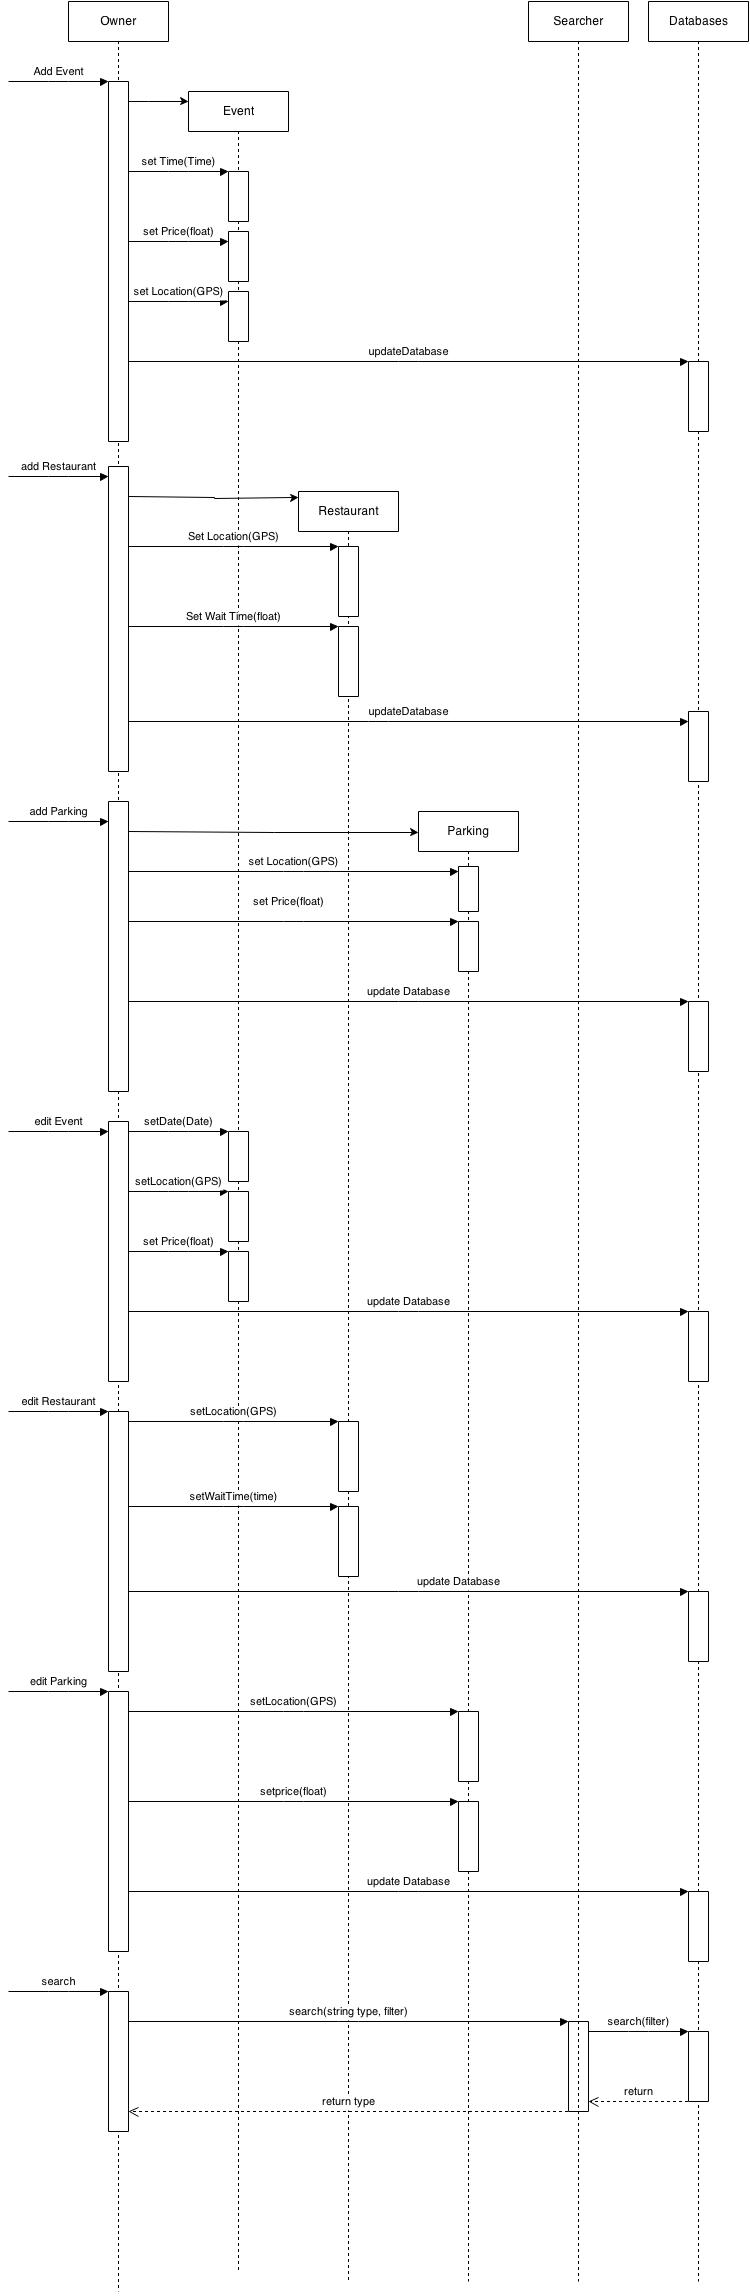 Owner
Searcher
Databases
Add Event
Event
set Time(Time)
set Price(float)
set Location(GPS)
updateDatabase
add Restaurant
Restaurant
Set Location(GPS)
Set Wait Time(float)
updateDatabase
add Parking
Parking
set Location(GPS)
set Price(float)
update Database
edit Event
setDate(Date)
setLocation(GPS)
set Price(float)
update Database
edit Restaurant
setLocation(GPS)
setWaitTime(time)
update Database
edit Parking
setLocation(GPS)
setprice(float)
update Database
search
search(string type, filter)
search(filter)
return
return type